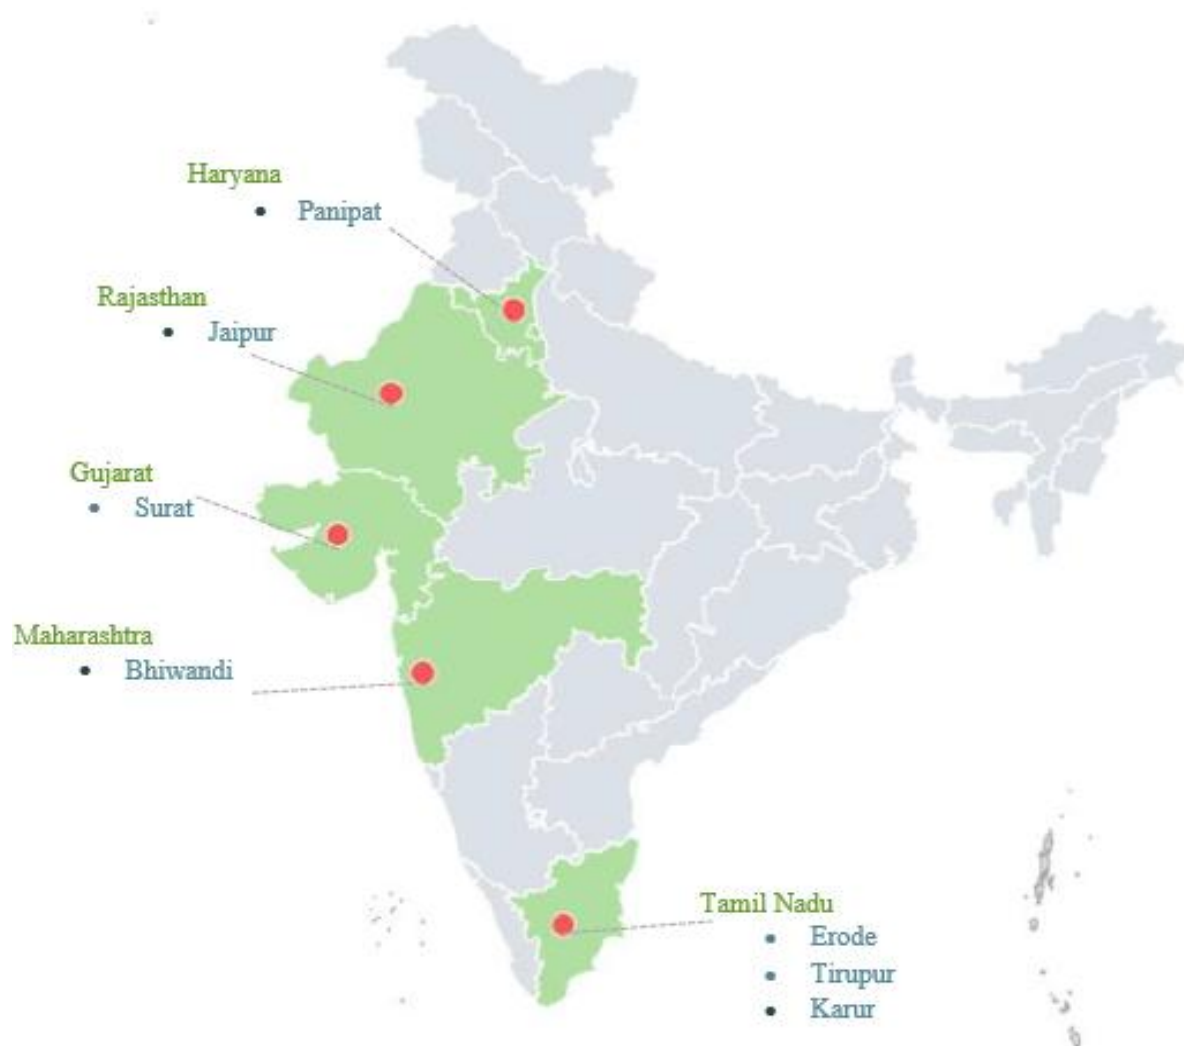 Haryana
• Panipat
Rajasthan
• Jaipur
Gujarat
• Surat
Maharashtra
• Bhiwandi
Tamil Nadu
• Erode
• Tirupur
• Karur